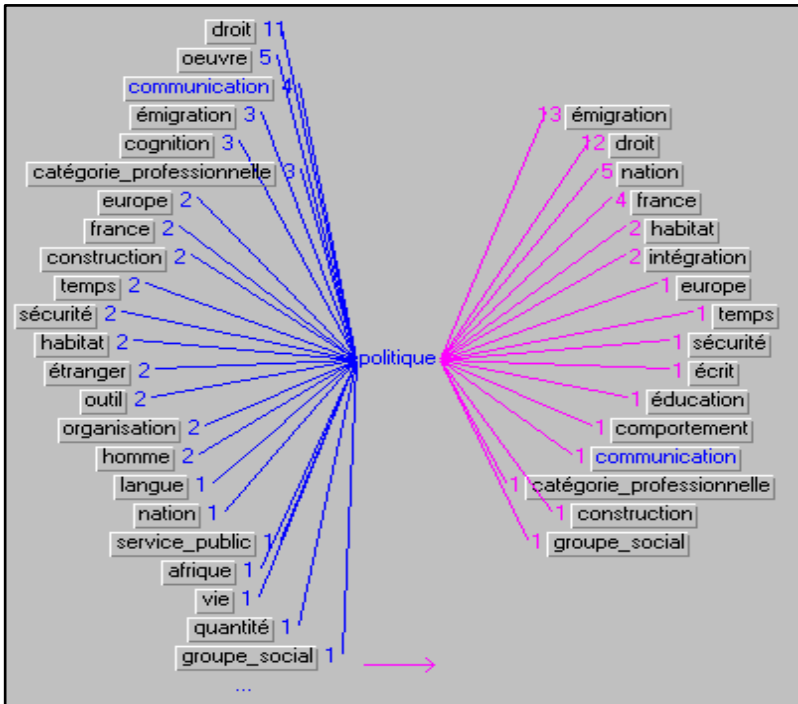 droit 11
oeuvre 5
communication 4
émigration 3
cognition 3
catégorie_professionnelle 3
europe 2
france 2
construction 2
temps 2
sécurité 2
habitat 2
étranger 2
outil 2
organisation 2
homme 2
langue 1
nation 1
service_public 1
afrique 1
vie 1
quantité 1
groupe_social 1
...
politique
13 émigration
12 droit
5 nation
4 france
2 habitat
2 intégration
1 europe
1 temps
1 sécurité
1 écrit
1 éducation
1 comportement
1 communication
1 catégorie_professionnelle
1 construction
1 groupe_social